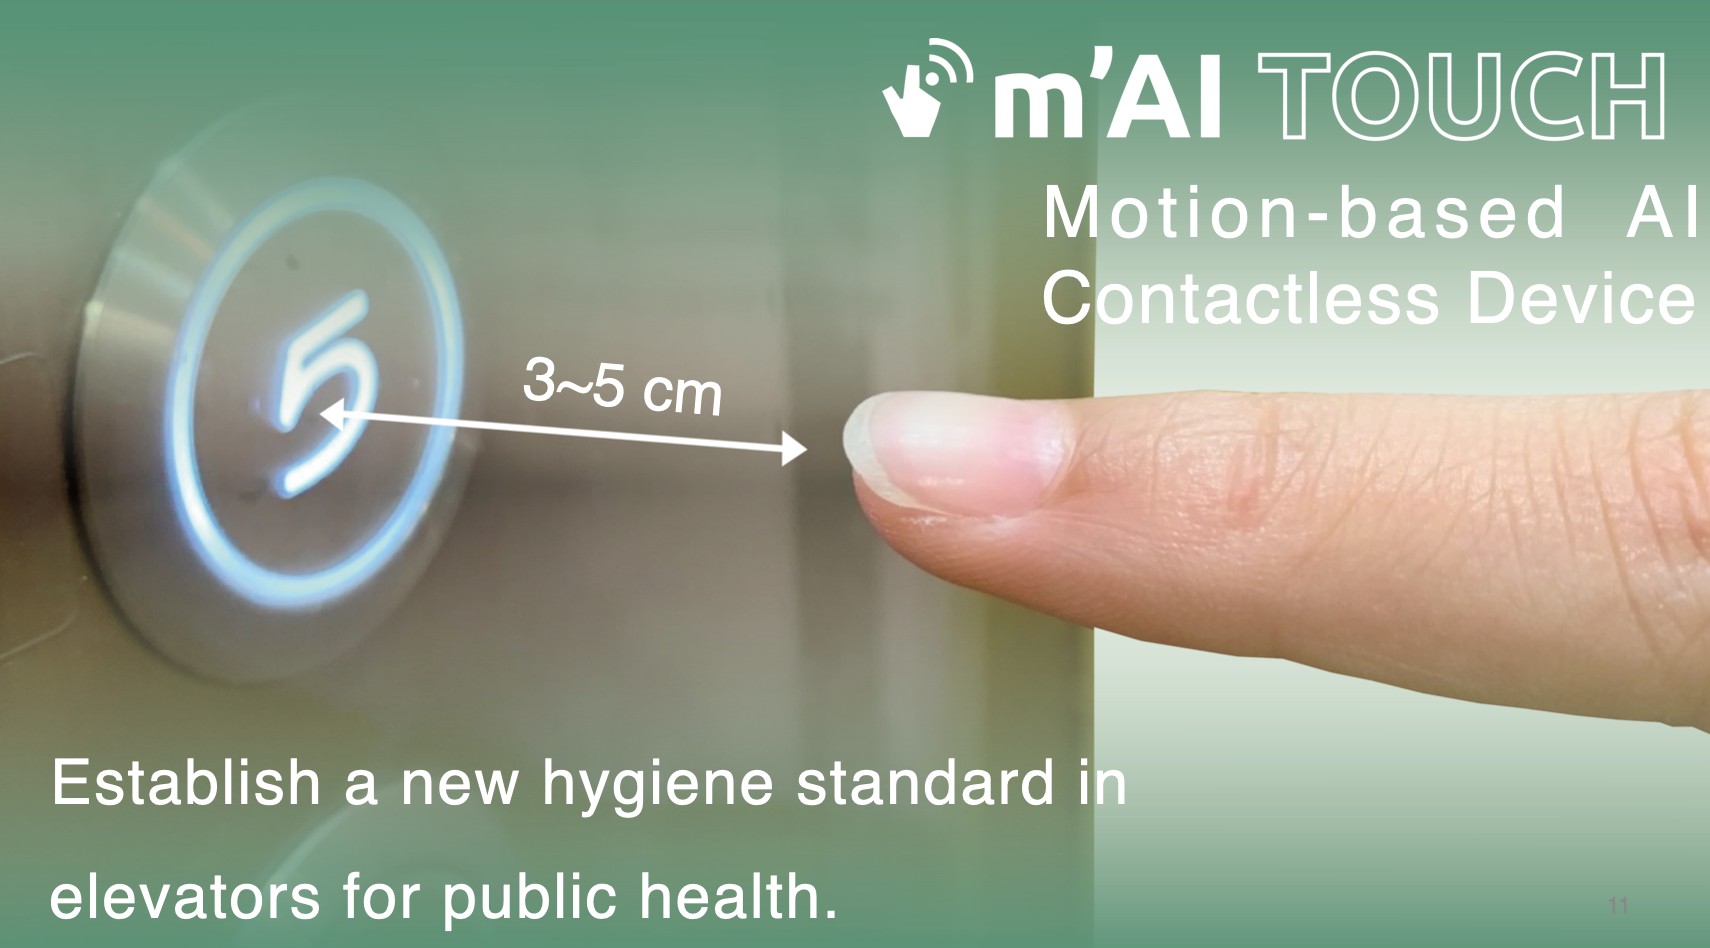 m'AI TOUCH
Motion-based AI
Contactless Device
5
3~5 cm
Establish a new hygiene standard in
elevators for public health.
11